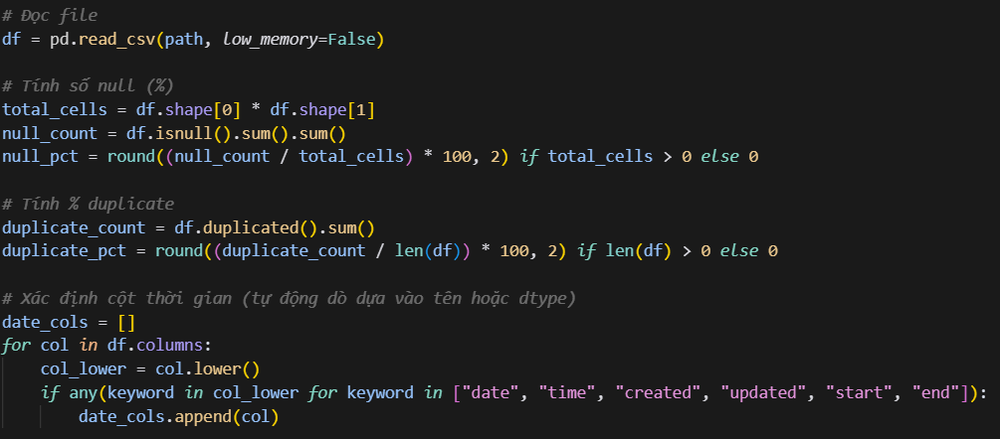 # Đọc file
df = pd.read_csv(path, low_memory=False)
# Tính số null (%)
total_cells = df.shape[0] * df.shape[1]
null_count = df.isnull().sum().sum()
null_pct = round((null_count / total_cells) * 100, 2) if total_cells > 0 else 0
# Tính % duplicate
duplicate_count = df.duplicated().sum()
duplicate_pct = round((duplicate_count / len(df)) * 100, 2) if len(df) > 0 else 0
# Xác định cột thời gian (tự động dò dựa vào tên hoặc dtype)
date_cols = []
for col in df.columns:
    col_lower = col.lower()
    if any(keyword in col_lower for keyword in ["date", "time", "created", "updated", "start", "end"]):
        date_cols.append(col)